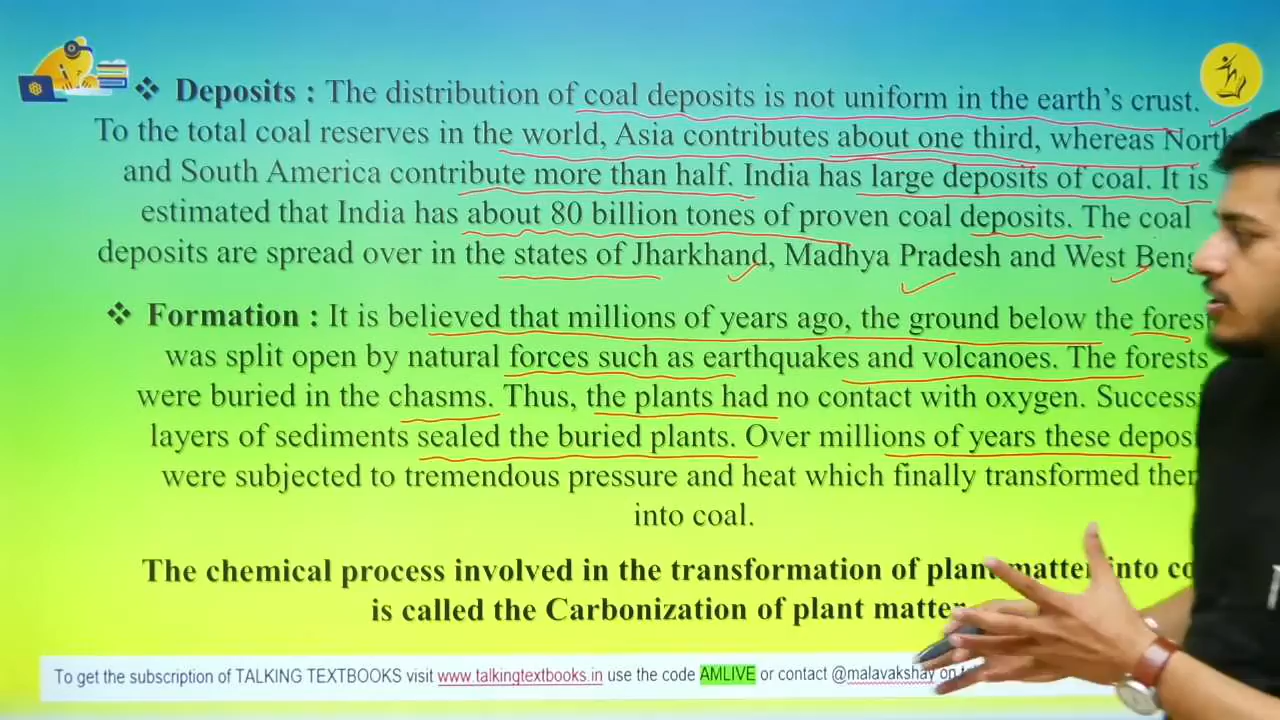 ❖ Deposits : The distribution of coal deposits is not uniform in the earth's crust.
To the total coal reserves in the world, Asia contributes about one third, whereas North
and South America contribute more than half. India has large deposits of coal. It is
estimated that India has about 80 billion tones of proven coal deposits. The coal
deposits are spread over in the states of Jharkhand, Madhya Pradesh and West
❖ Formation : It is believed that millions of years ago, the ground below the
was split open by natural forces such as earthquakes and volcanoes. The forests
were buried in the chasms. Thus, the plants had no contact with oxygen.
layers of sediments sealed the buried plants. Over millions of years these
were subjected to tremendous pressure and heat which finally transformed
into coal.
The chemical process involved in the transformation of plant matter into
is called the Carbonization of plant matter
To get the subscription of TALKING TEXTBOOKS visit www.talkingtextbooks.in use the code AMLIVE or contact @malavakshay on